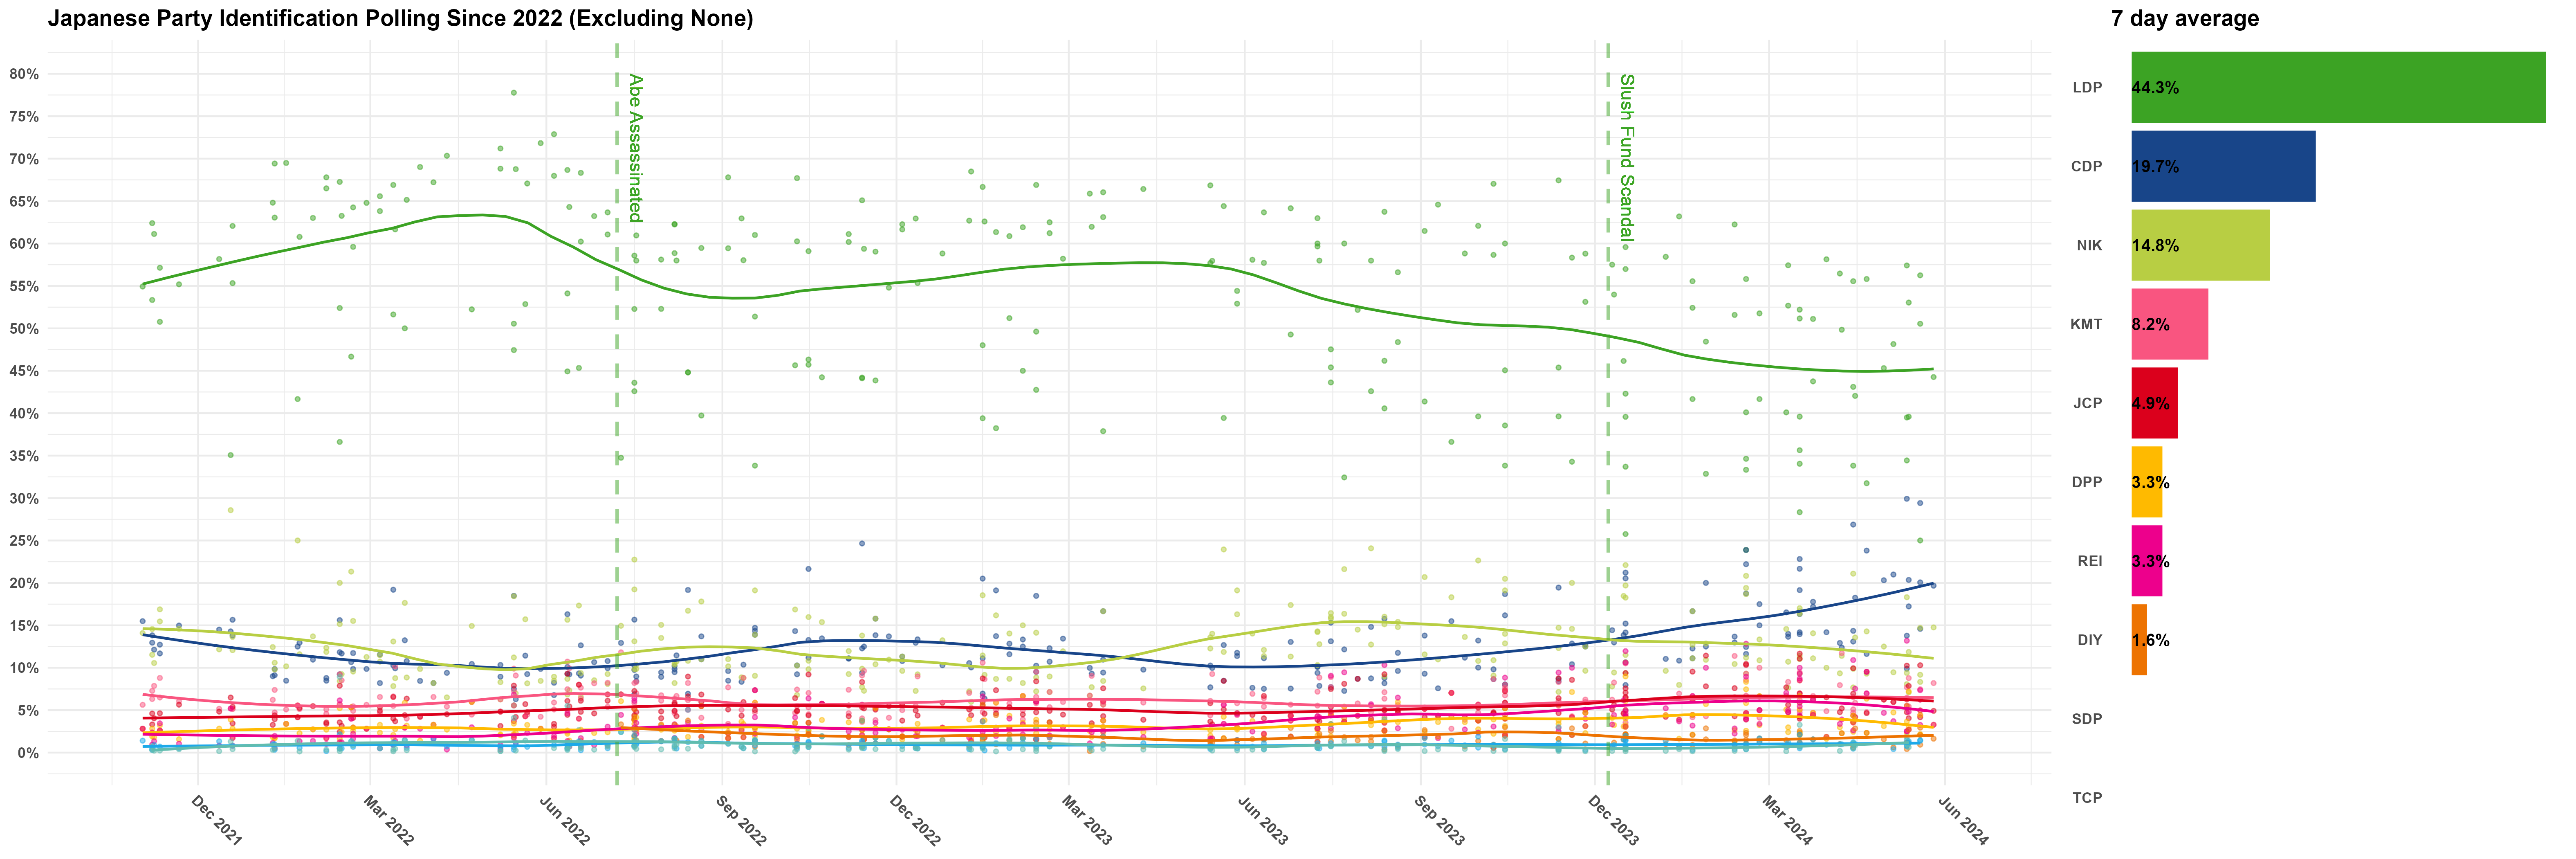 Japanese Party Identification Polling Since 2022 (Excluding None)
7 day average
80%
75%
70%
65%
60%
55%
50%
45%
40%
35%
30%
25%
20%
15%
10%
5%
0%
Abe Assassinated
Slush Fund Scandal
Dec 2021
Mar 2022
Jun 2022
Sep 2022
Dec 2022
Mar 2023
Jun 2023
Sep 2023
Dec 2023
Mar 2024
Jun 2024
LDP 44.3%
CDP 19.7%
NIK 14.8%
KMT 8.2%
JCP 4.9%
DPP 3.3%
REI 3.3%
DIY 1.6%
SDP
TCP